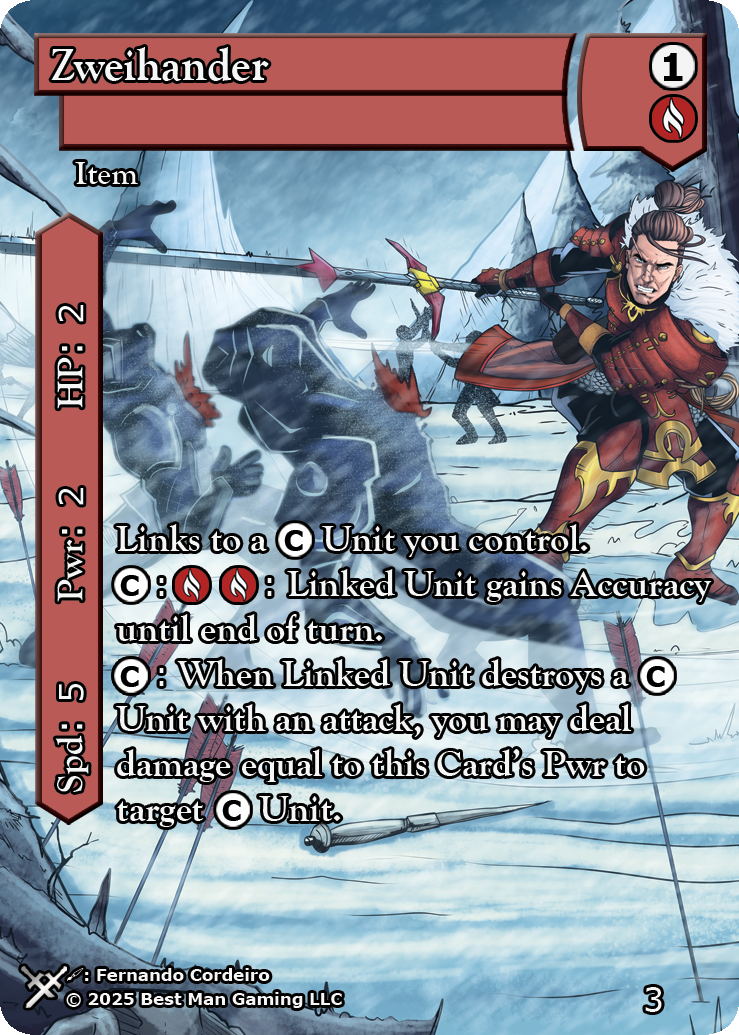 Zweihander
1
Item
HP: 2
Pwr: 2
Spd: 5
Links to a C Unit you control.
C: : Linked Unit gains Accuracy
until end of turn.
C: When Linked Unit destroys a C
Unit with an attack, you may deal
damage equal to this Card's Pwr to
target C Unit.
: Fernando Cordeiro
© 2025 Best Man Gaming LLC
3